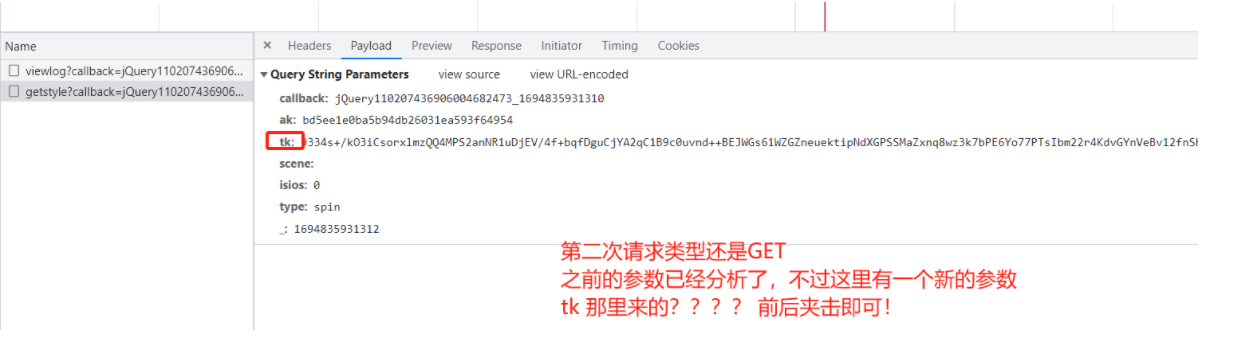 Name
× Headers Payload Preview Response Initiator Timing Cookies
viewlog?callback=jQuery110207436906...
getstyle?callback=jQuery110207436906...
▼Query String Parameters view source view URL-encoded
callback: jQuery110207436906004682473_1694835931310
ak: bd5ee1e0ba5b94db26031ea593f64954
tk: 9334s+/kO3iCsorxlmzQQ4MPS2anNR1uDjEV/4f+bqfDguCjYA2qC1B9c0uvnd++BEJWGs61WZGZneuektipNdXGPSSMaZxnq8wz3k7bPE6Yo77PTsIbm22r4KdvGYnVeBv12fnS
scene:
isios: 0
type: spin
_: 1694835931312
第二次请求类型还是GET
之前的参数已经分析了，不过这里有一个新的参数
tk 那里来的？？？？ 前后夹击即可！